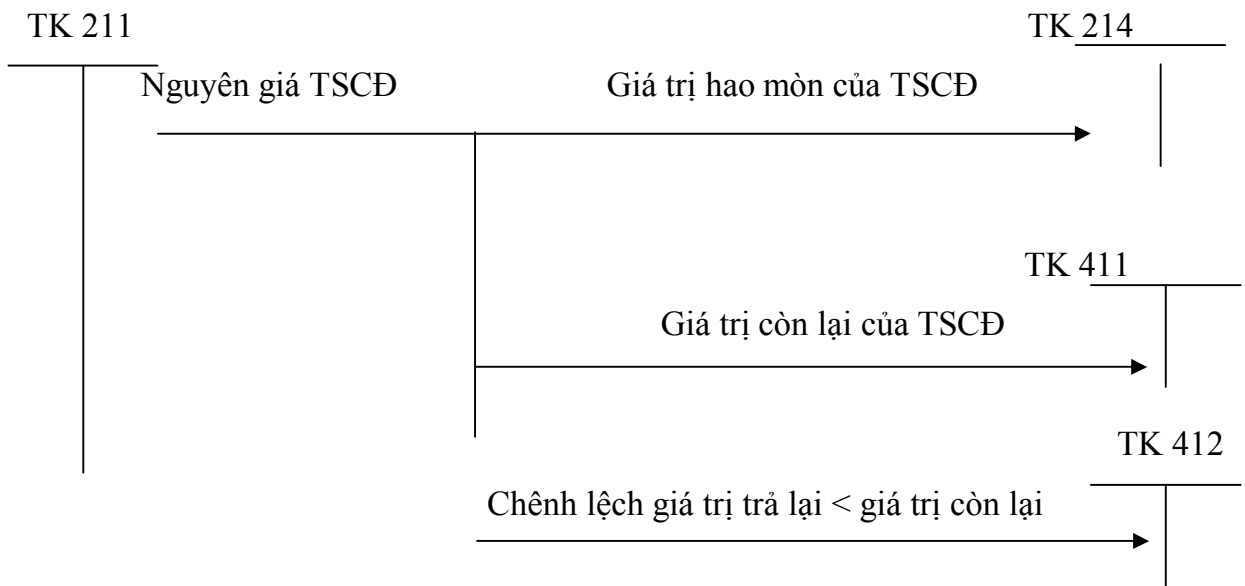 TK 211
TK 214
Nguyên giá TSCĐ
Giá trị hao mòn của TSCĐ
TK 411
Giá trị còn lại của TSCĐ
TK 412
Chênh lệch giá trị trả lại < giá trị còn lại